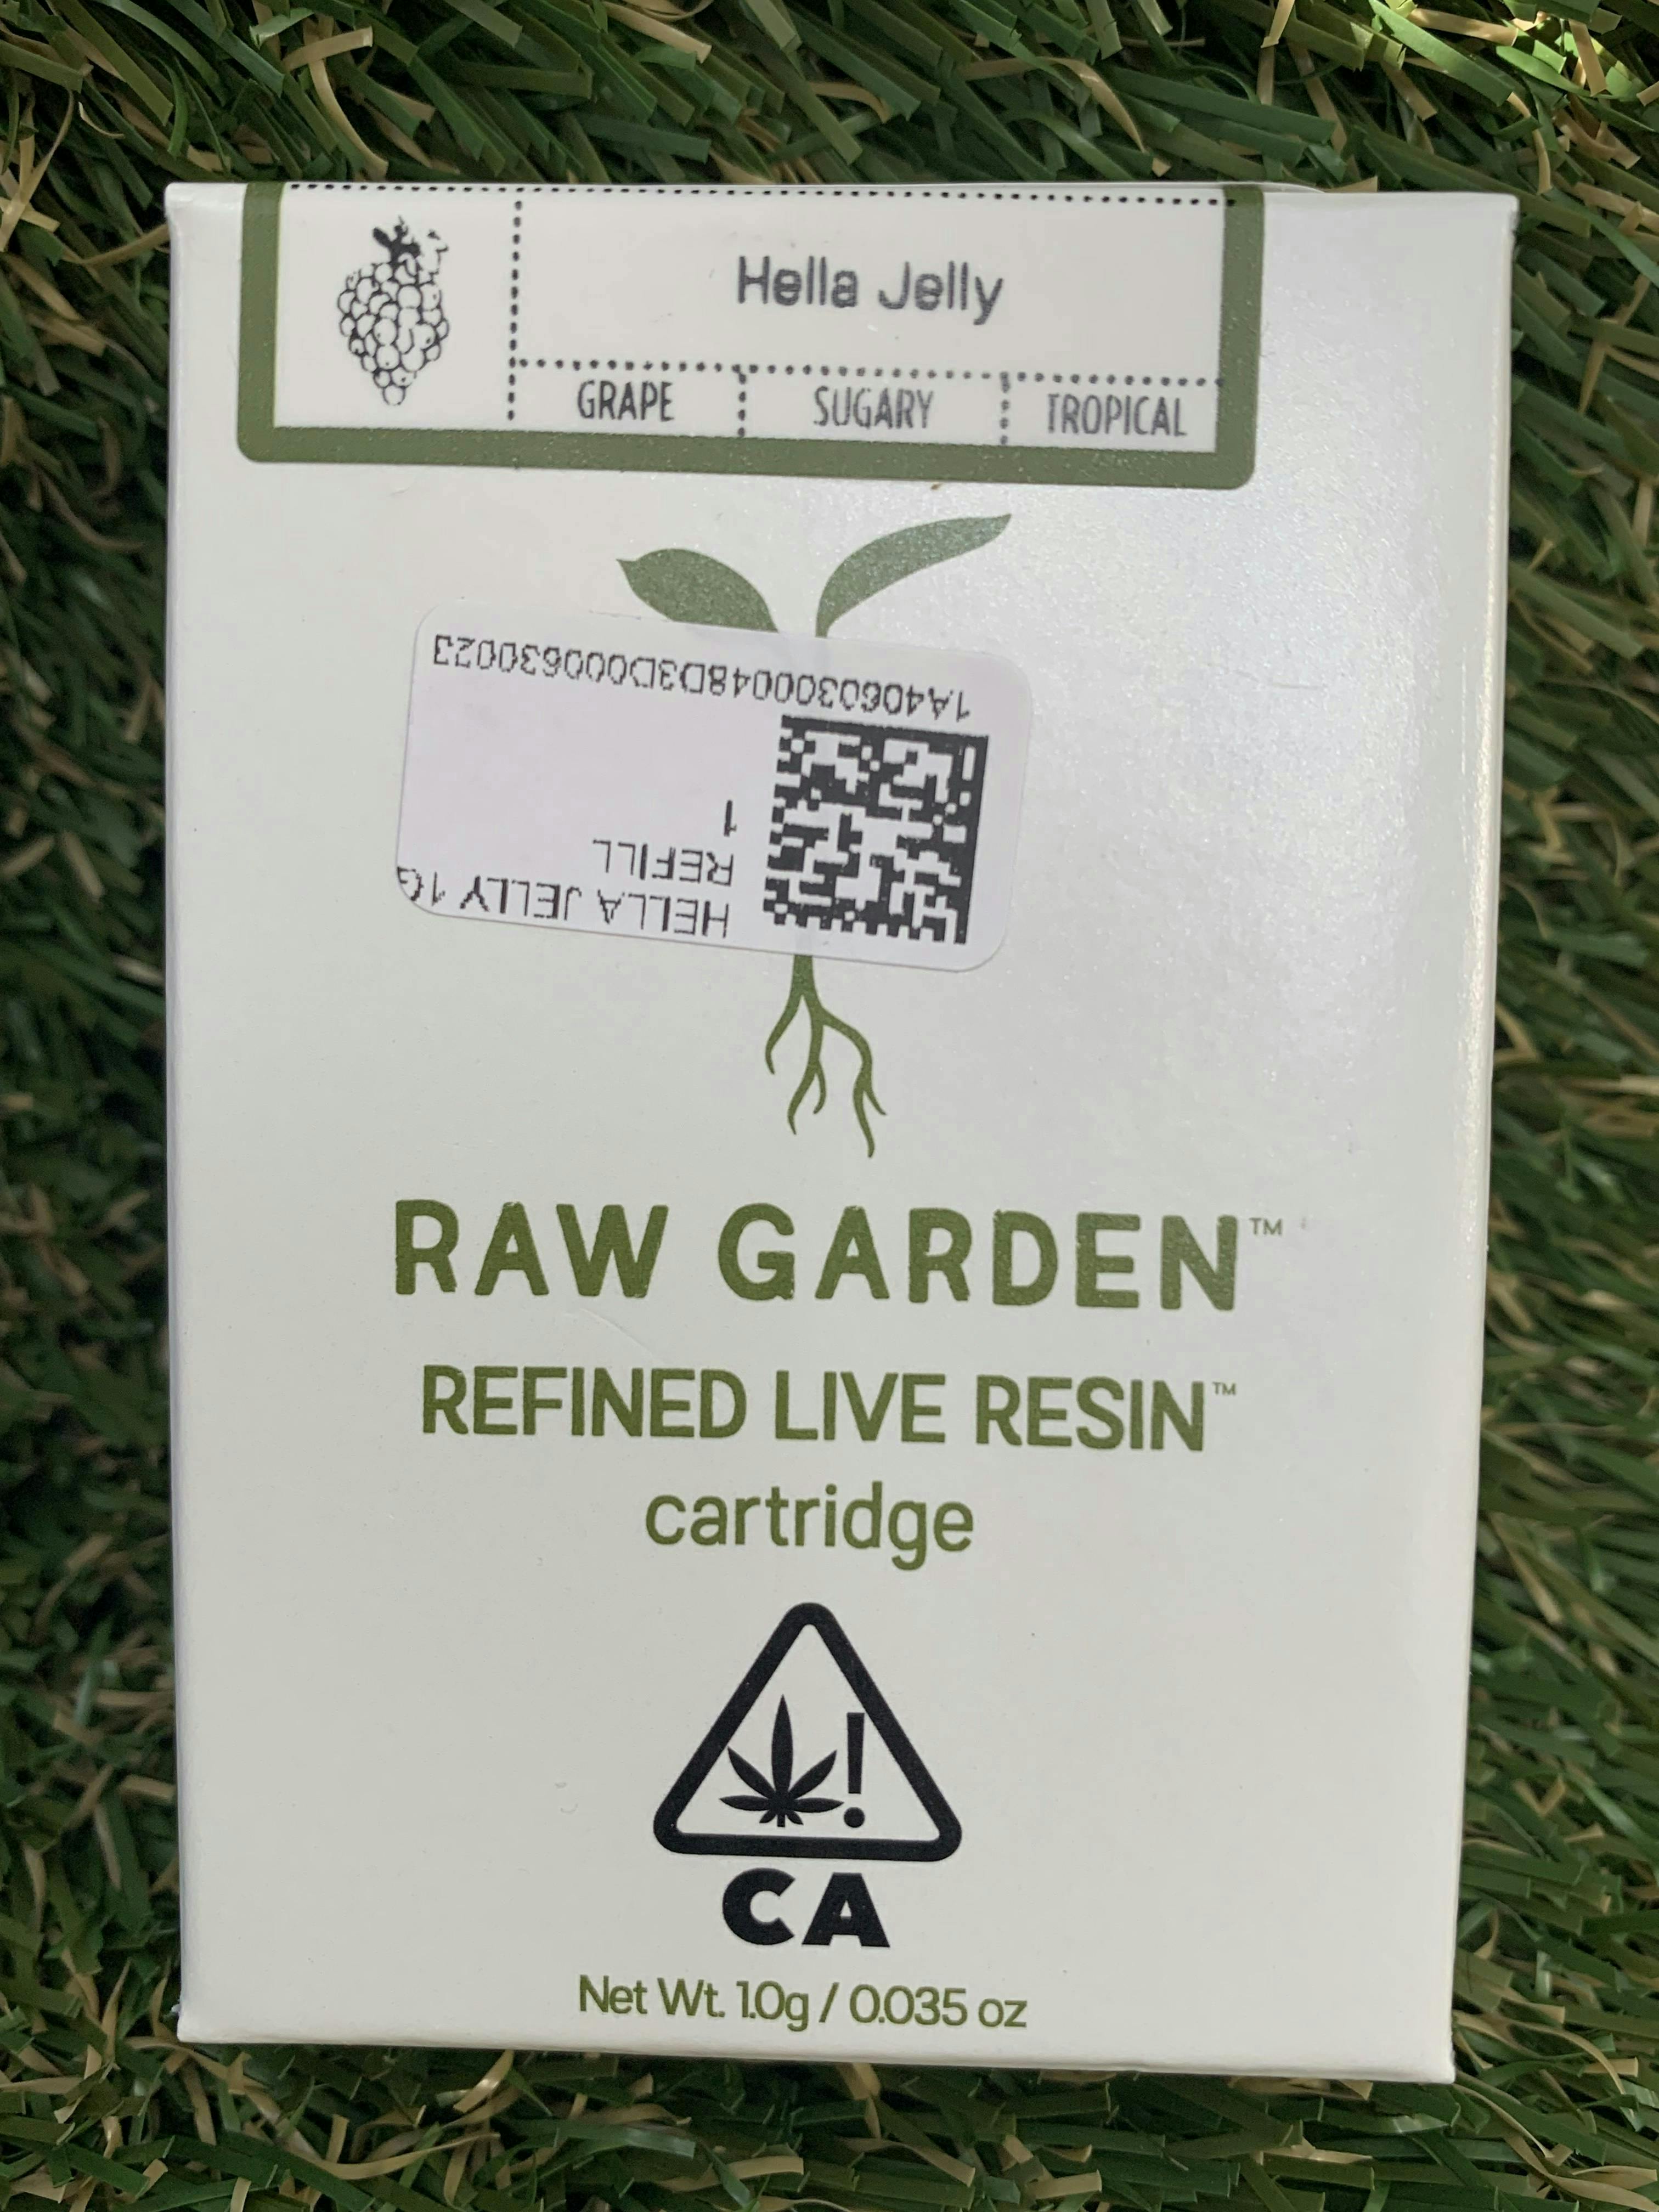 Hella Jelly
GRAPE
SUGARY
TROPICAL
HELLA JELLY 1G
REFILL
1
1A4060300048D3D000630023
RAW GARDEN™
REFINED LIVE RESIN™
cartridge
!
CA
Net Wt. 1.0g / 0.035 oz